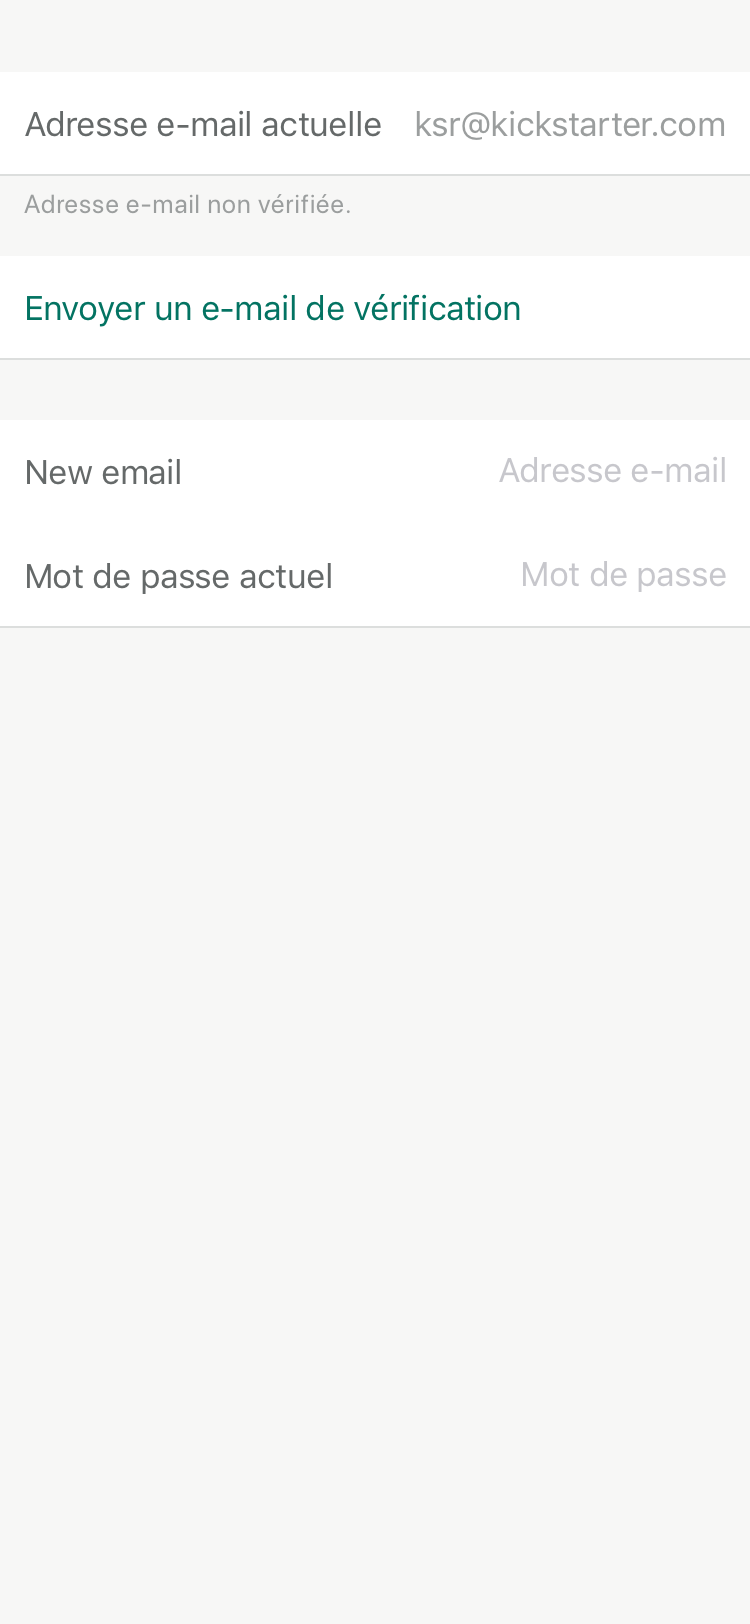 Adresse e-mail actuelle ksr@kickstarter.com
Adresse e-mail non vérifiée.
Envoyer un e-mail de vérification
New email Adresse e-mail
Mot de passe actuel Mot de passe